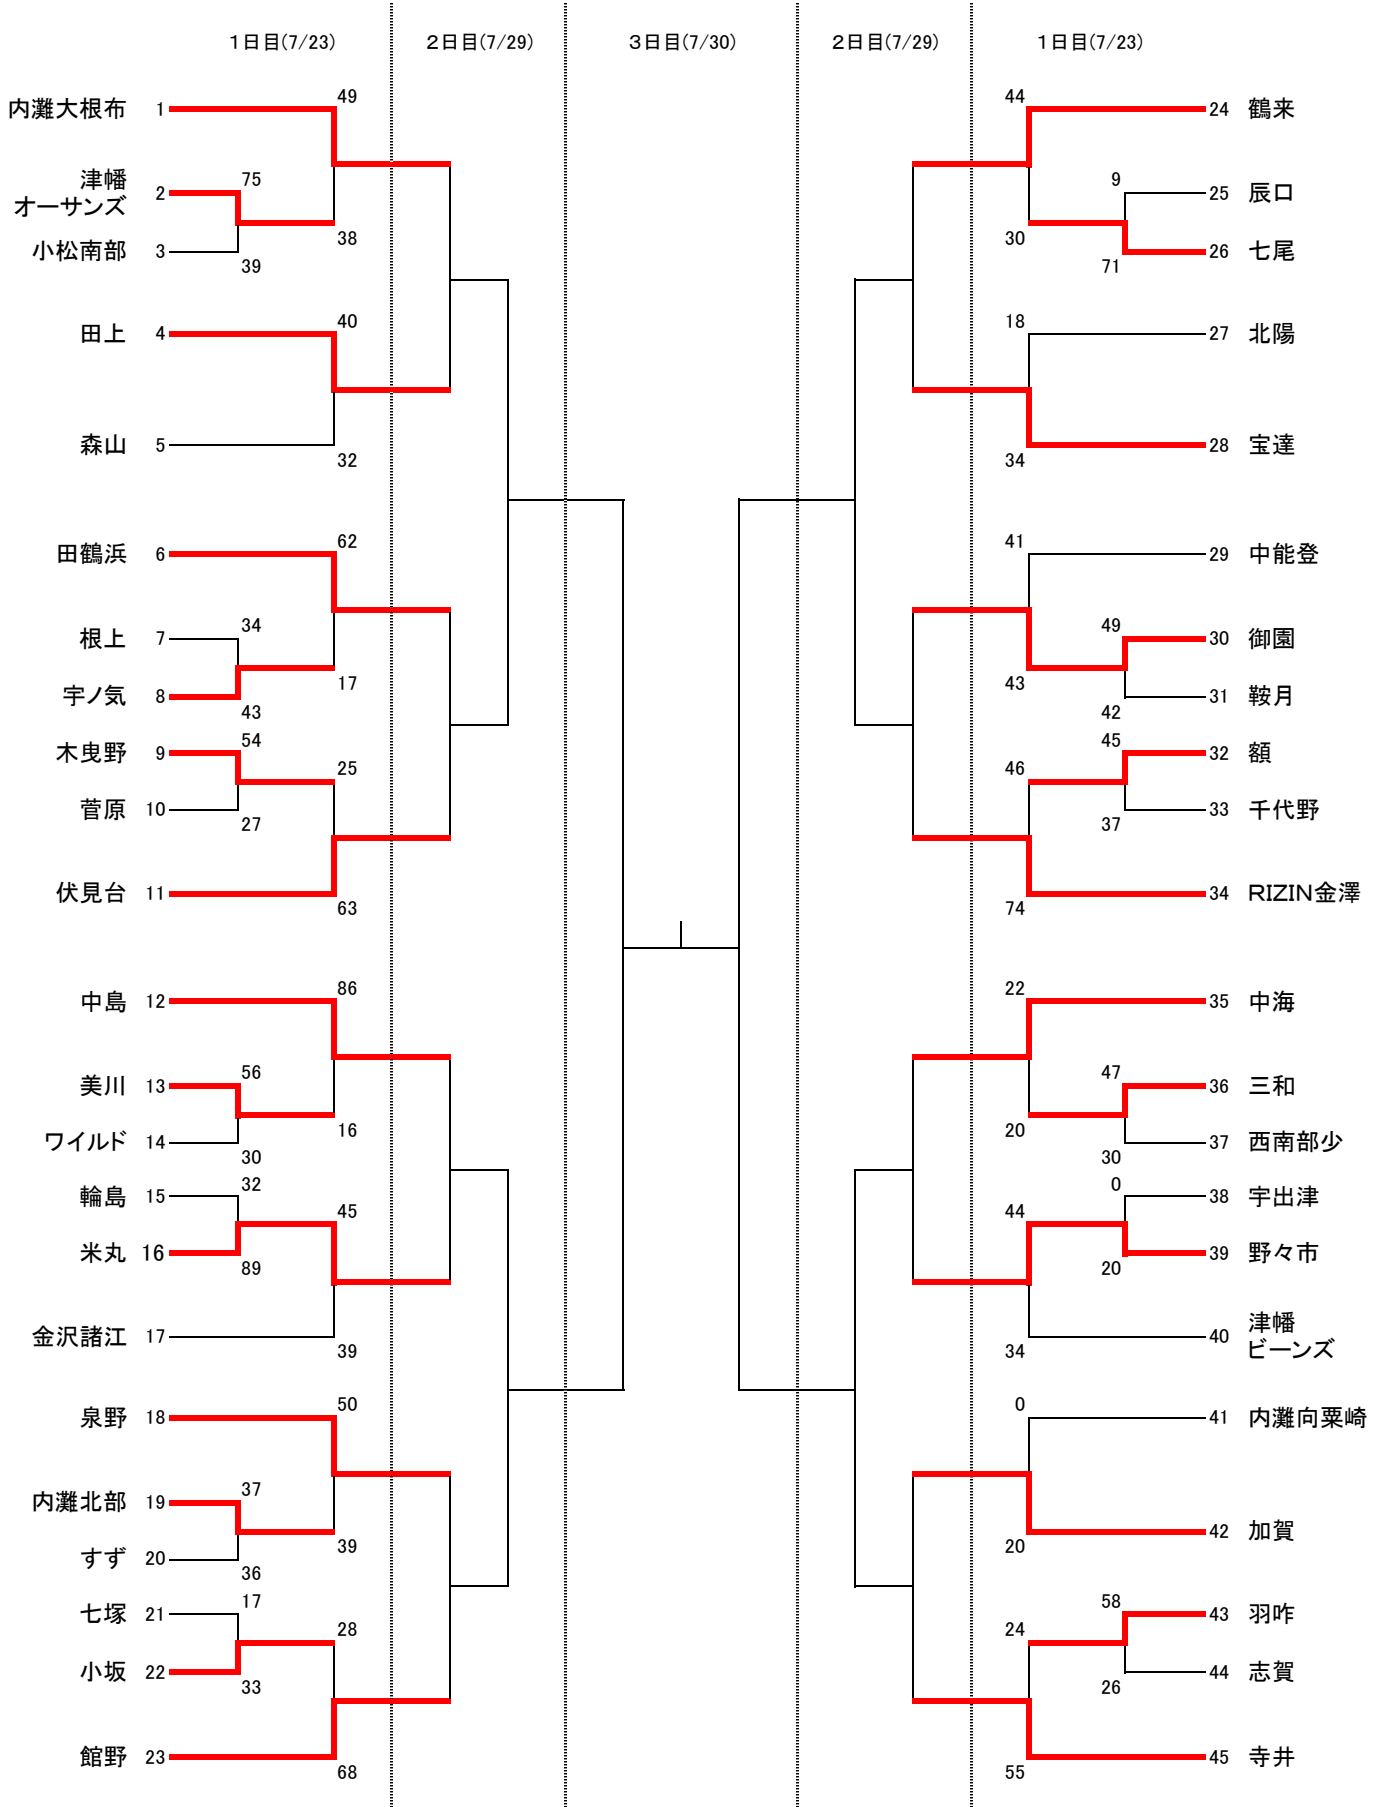 1日目(7/23)
2日目(7/29)
3日目(7/30)
2日目(7/29)
1日目(7/23)
49
内灘大根布 1
津幡
オーサンズ 2
75
38
小松南部 3
39
40
田上 4
森山 5
32
62
田鶴浜 6
34
根上 7
17
宇ノ気 8
43
54
木曳野 9
25
菅原 10
27
伏見台 11
63
86
中島 12
56
美川 13
16
ワイルド 14
30
32
輪島 15
45
米丸 16
89
金沢諸江 17
39
50
泉野 18
37
内灘北部 19
39
すず 20
36
17
七塚 21
28
小坂 22
33
館野 23
68
44
24 鶴来
9
25 辰口
30
26 七尾
71
18
27 北陽
28 宝達
34
41
29 中能登
49
30 御園
43
31 鞍月
42
45
32 額
46
33 千代野
37
34 RIZIN金澤
74
22
35 中海
47
36 三和
20
37 西南部少
30
0
38 宇出津
44
39 野々市
20
40 津幡
ビーンズ
34
0
41 内灘向粟崎
42 加賀
20
58
43 羽咋
24
44 志賀
26
45 寺井
55